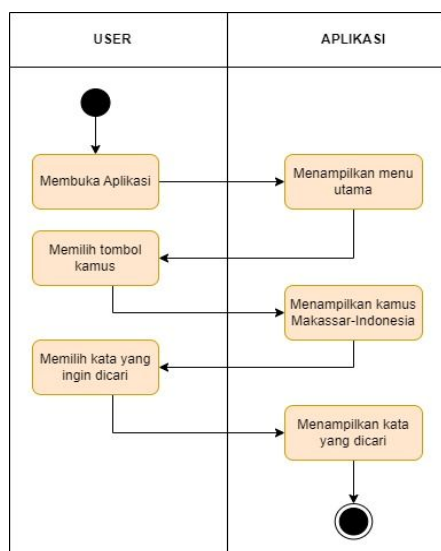 USER
APLIKASI
Membuka Aplikasi
Menampilkan menu
utama
Memilih tombol
kamus
Menampilkan kamus
Makassar-Indonesia
Memilih kata yang
ingin dicari
Menampilkan kata
yang dicari